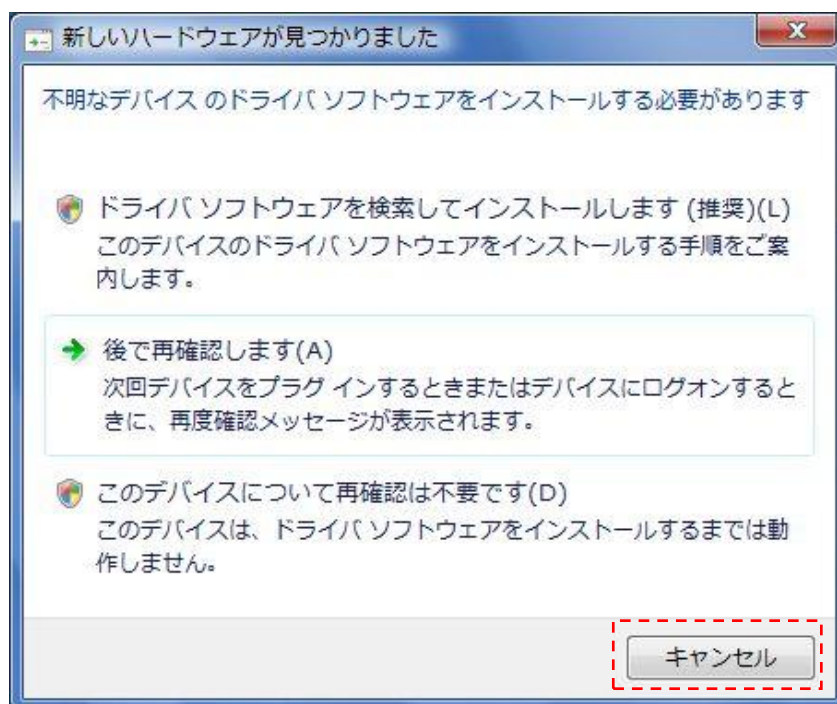 新しいハードウェアが見つかりました
不明なデバイス のドライバ ソフトウェアをインストールする必要があります
ドライバ ソフトウェアを検索してインストールします (推奨)(L)
このデバイスのドライバ ソフトウェアをインストールする手順をご案
内します。
後で再確認します(A)
次回デバイスをプラグ インするときまたはデバイスにログオンすると
きに、再度確認メッセージが表示されます。
このデバイスについて再確認は不要です(D)
このデバイスは、ドライバ ソフトウェアをインストールするまでは動
作しません。
キャンセル